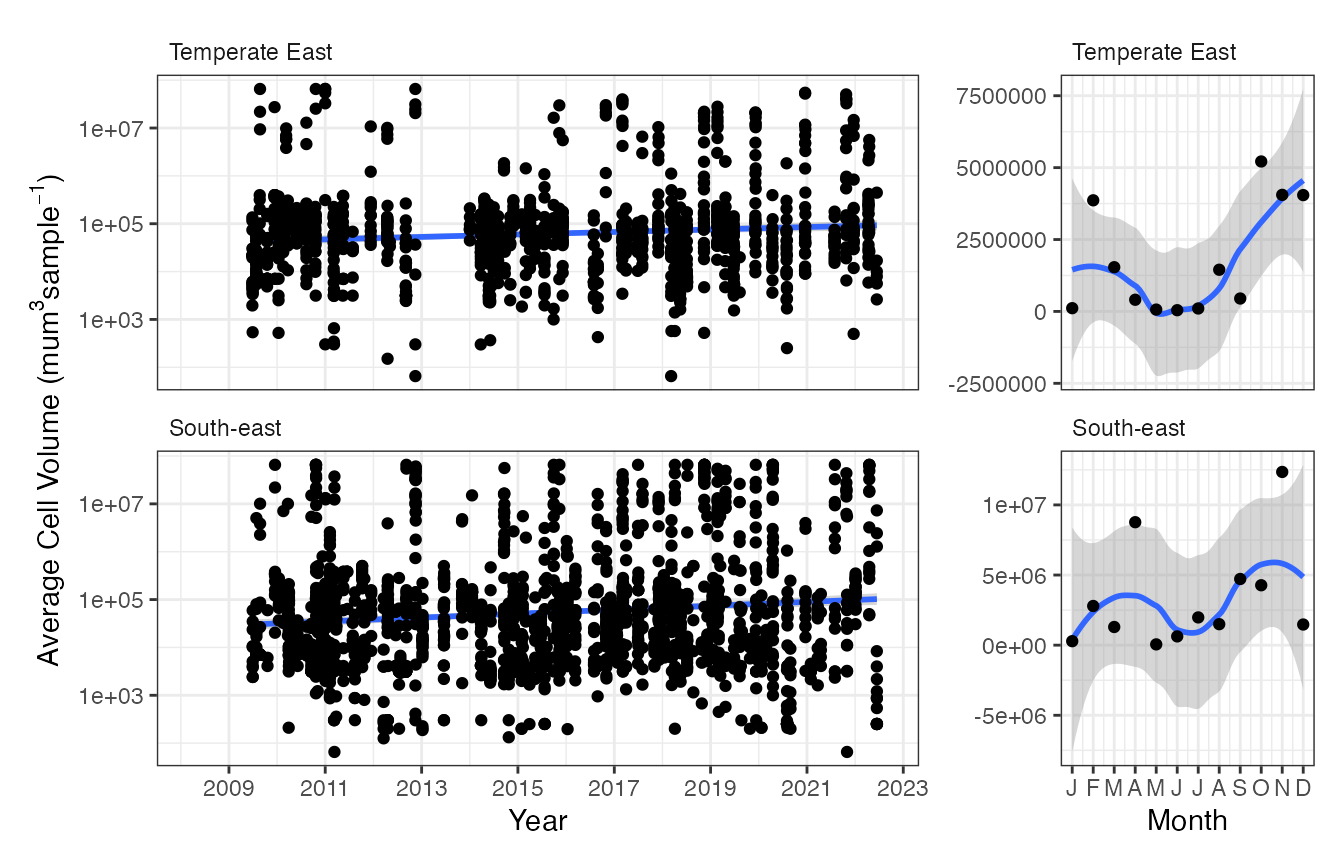 Temperate East
Temperate East
Average Cell Volume (mum³sample⁻¹)
1e+07
1e+05
1e+03
7500000
5000000
2500000
0
-2500000
South-east
South-east
1e+07
1e+05
1e+03
1e+07
5e+06
0e+00
-5e+06
2009 2011 2013 2015 2017 2019 2021 2023
J F M A M J J A S O N D
Year
Month